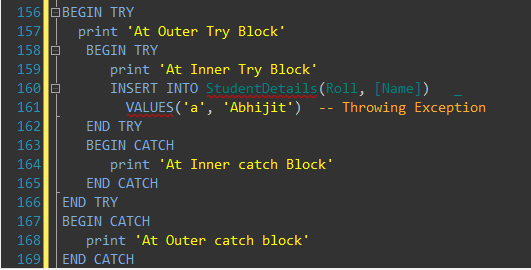 156 BEGIN TRY
157 print 'At Outer Try Block'
158 BEGIN TRY
159 print 'At Inner Try Block'
160 INSERT INTO StudentDetails(Roll, [Name]) _
161 VALUES('a', 'Abhijit') -- Throwing Exception
162 END TRY
163 BEGIN CATCH
164 print 'At Inner catch Block'
165 END CATCH
166 END TRY
167 BEGIN CATCH
168 print 'At Outer catch block'
169 END CATCH